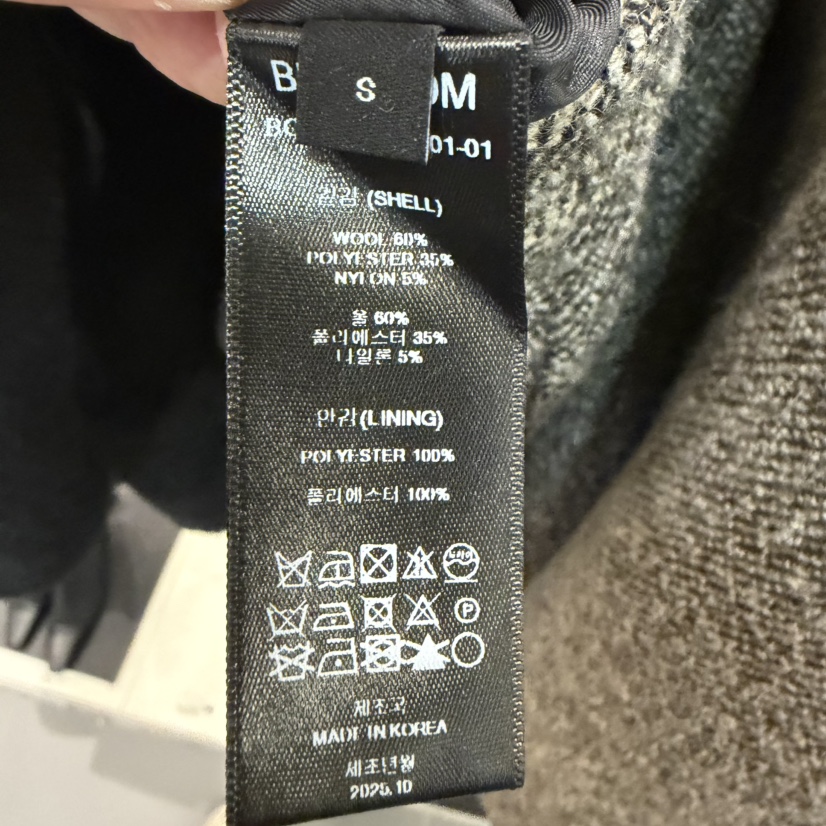 S
01-01
겉감 (SHELL)
WOOL 60%
POLYESTER 35%
NYLON 5%
울 60%
폴리에스터 35%
나일론 5%
안감(LINING)
POLYESTER 100%
폴리에스터 100%
P
제조국
MADE IN KOREA
제조년월
2025.10